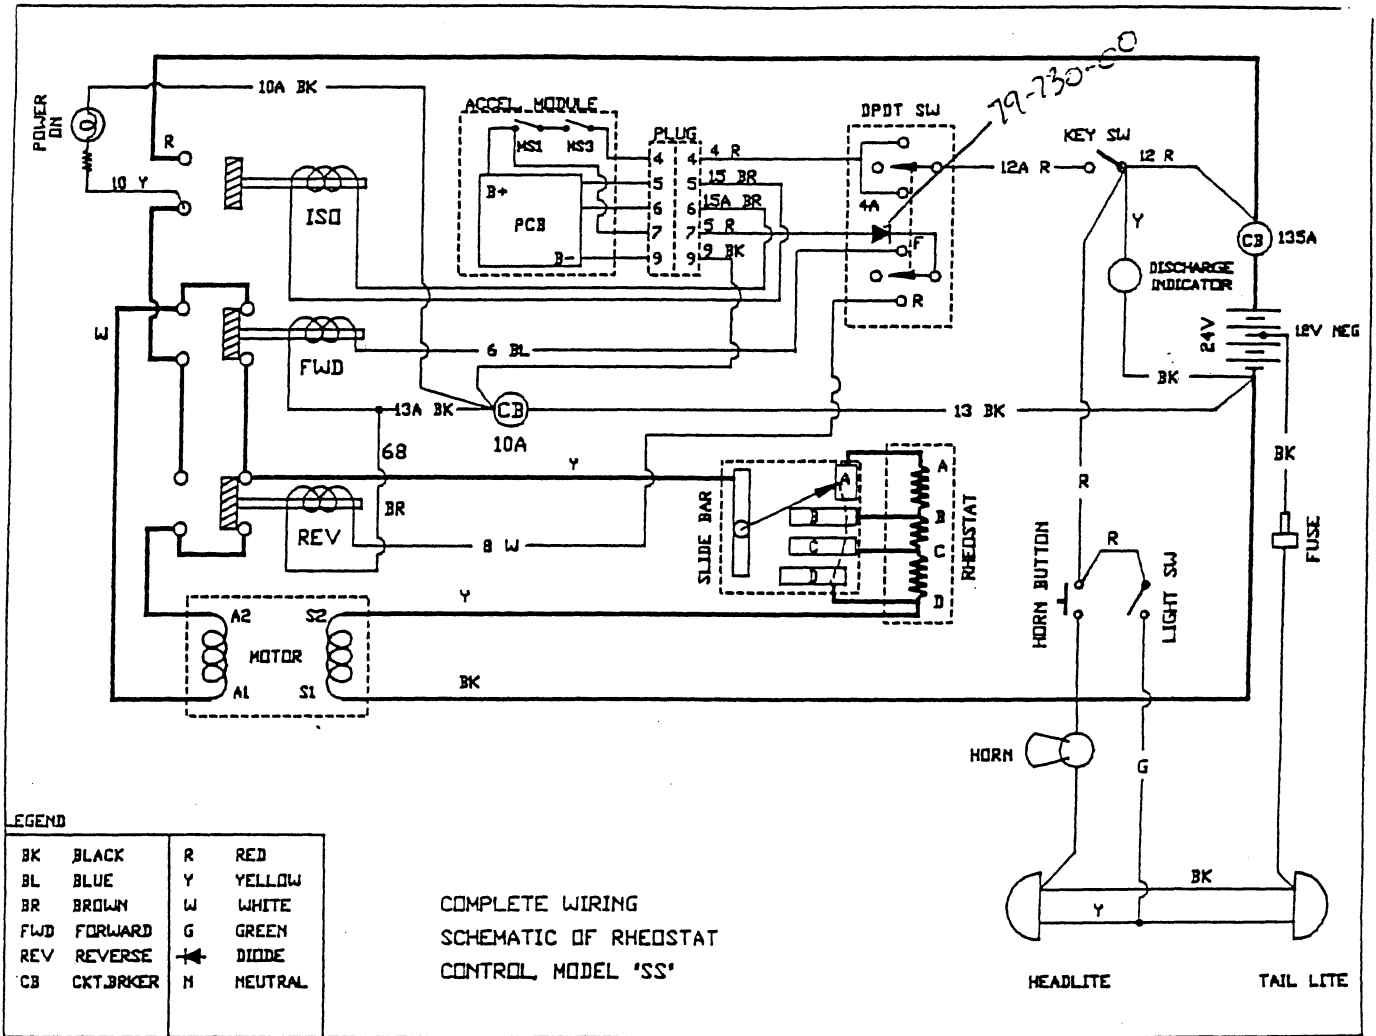 79-730-60
10A BK
POWER
ON
ACCEL. MODULE
DPDT SW
PLUG
KEY SW
R
MS1
MS3
4
4
4 R
12A R
12 R
10 Y
B+
5
5
15 BR
4A
ISO
PCB
6
6
15A BR
Y
7
7
5 R
F
CB
135A
B-
9
9
9 BK
DISCHARGE
INDICATOR
R
W
24V
12V NEG
FWD
6 BL
BK
13A BK
CB
10A
13 BK
68
BK
Y
A
A
R
BR
SLIDE BAR
B
B
RHEOSTAT
FUSE
REV
8 W
C
C
R
HORN BUTTON
LIGHT SW
D
D
Y
A2
S2
MOTOR
A1
S1
BK
HORN
G
LEGEND
BK BLACK R RED
BL BLUE Y YELLOW
BR BROWN W WHITE
FWD FORWARD G GREEN
REV REVERSE DIODE
CB CKT.BRKER N NEUTRAL
COMPLETE WIRING
SCHEMATIC OF RHEOSTAT
CONTROL, MODEL "SS"
BK
Y
HEADLITE
TAIL LITE